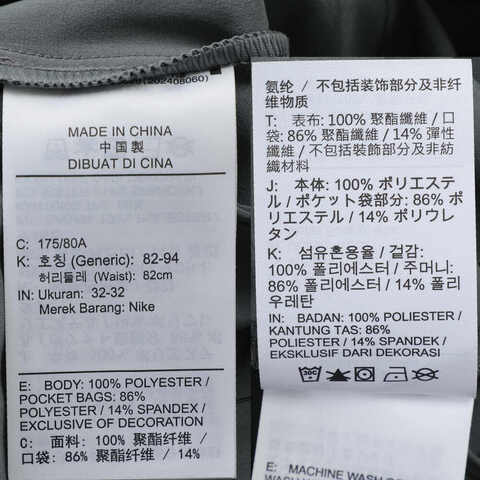 (202408060)
MADE IN CHINA
中国製
DIBUAT DI CINA
C: 175/80A
K: 호칭 (Generic): 82-94
허리둘레 (Waist): 82cm
IN: Ukuran: 32-32
Merek Barang: Nike
E: BODY: 100% POLYESTER /
POCKET BAGS: 86%
POLYESTER / 14% SPANDEX /
EXCLUSIVE OF DECORATION
C: 面料: 100% 聚酯纤维 /
口袋: 86% 聚酯纤维 / 14%
氨纶 / 不包括装饰部分及非纤
维物质
T: 表布: 100% 聚酯纖維 / 口
袋: 86% 聚酯纖維 / 14% 彈性
纖維 / 不包括裝飾部分及非紡
織材料
J: 本体: 100% ポリエステ
ル / ポケット袋部分: 86% ポ
リエステル / 14% ポリウレ
タン
K: 섬유혼용율 / 겉감:
100% 폴리에스터 / 주머니:
86% 폴리에스터 / 14% 폴리
우레탄
IN: BADAN: 100% POLIESTER /
KANTUNG TAS: 86%
POLIESTER / 14% SPANDEK /
EKSKLUSIF DARI DEKORASI
E: MACHINE WASH